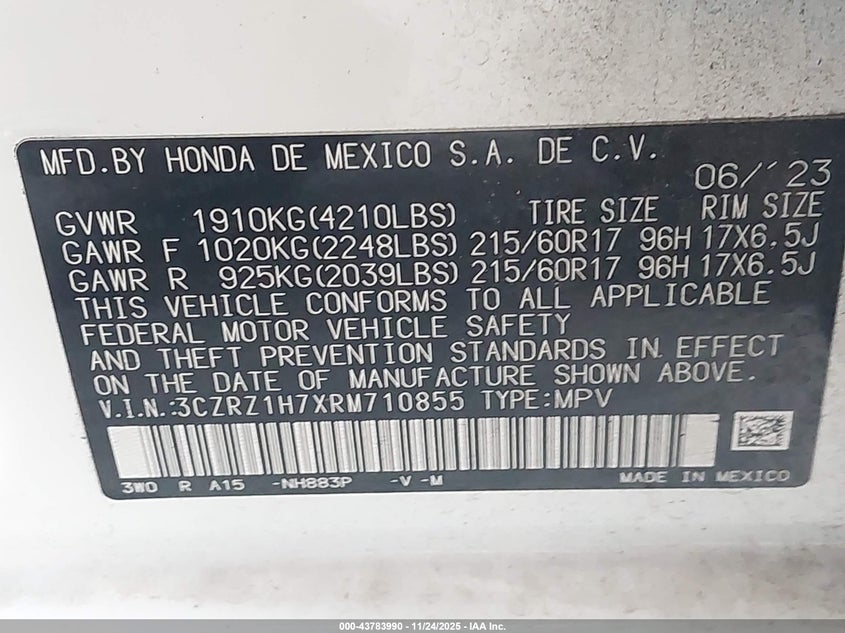 MFD.BY HONDA DE MEXICO S.A. DE C.V.
06/'23
GVWR 1910KG(4210LBS) TIRE SIZE RIM SIZE
GAWR F 1020KG(2248LBS) 215/60R17 96H 17X6.5J
GAWR R 925KG(2039LBS) 215/60R17 96H 17X6.5J
THIS VEHICLE CONFORMS TO ALL APPLICABLE
FEDERAL MOTOR VEHICLE SAFETY
AND THEFT PREVENTION STANDARDS IN EFFECT
ON THE DATE OF MANUFACTURE SHOWN ABOVE.
V.I.N.:3CZRZ1H7XRM710855 TYPE:MPV
3W0 R A15 -NH883P -V -M MADE IN MEXICO
000-43783990 - 11/24/2025 - IAA Inc.